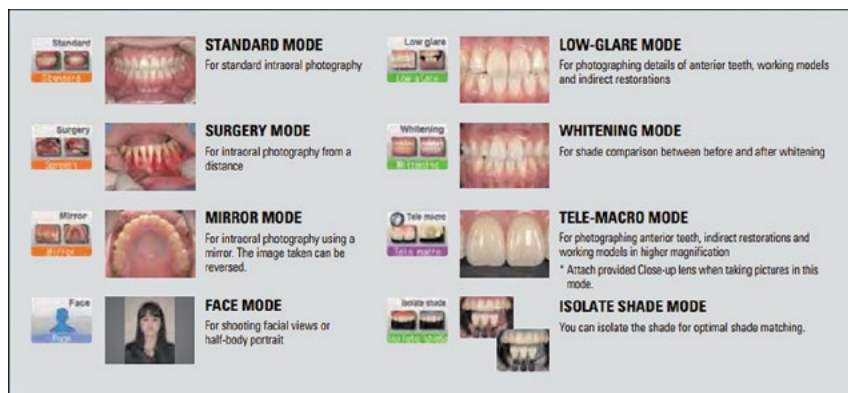 Standard
Standard
STANDARD MODE
For standard intraoral photography
Surgery
Surgery
SURGERY MODE
For intraoral photography from a
distance
Mirror
Mirror
MIRROR MODE
For intraoral photography using a
mirror. The image taken can be
reversed.
Face
Face
FACE MODE
For shooting facial views or
half-body portrait
Low glare
Low glare
LOW-GLARE MODE
For photographing details of anterior teeth, working models
and indirect restorations
Whitening
Whitening
WHITENING MODE
For shade comparison between before and after whitening
Tele macro
Tele macro
TELE-MACRO MODE
For photographing anterior teeth, indirect restorations and
working models in higher magnification
* Attach provided Close-up lens when taking pictures in this
mode.
Isolate shade
Isolate shade
ISOLATE SHADE MODE
You can isolate the shade for optimal shade matching.